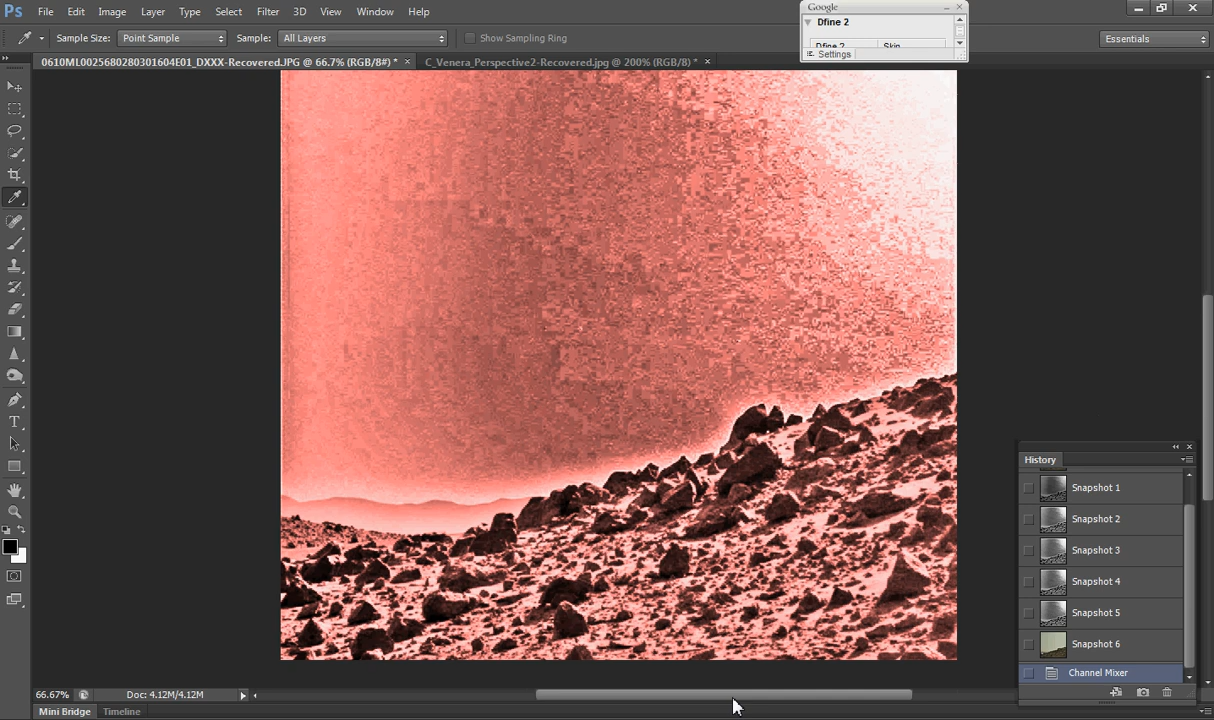 Ps File Edit Image Layer Type Select Filter 3D View Window Help
Google
Dfine 2
Dfine 2 Skin
Settings
Sample Size: Point Sample Sample: All Layers Show Sampling Ring Essentials
0610ML0025680280301604E01_DXXX-Recovered.JPG @ 66.7% (RGB/8#) * × C_Venera_Perspective2-Recovered.jpg @ 200% (RGB/8) * ×
T
History
Snapshot 1
Snapshot 2
Snapshot 3
Snapshot 4
Snapshot 5
Snapshot 6
Channel Mixer
66.67% Doc: 4.12M/4.12M
Mini Bridge Timeline